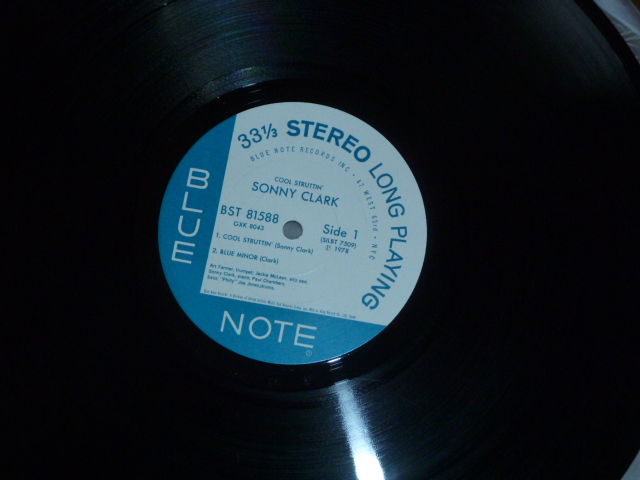 33⅓ STEREO LONG PLAYING
BLUE NOTE RECORDS INC • 47 WEST 63rd • NYC
COOL STRUTTIN'
SONNY CLARK
BST 81588
GXK 8043
Side 1
(SILBT 7509)
℗ 1978
1. COOL STRUTTIN' (Sonny Clark)
2. BLUE MINOR (Clark)
Art Farmer, trumpet; Jackie McLean, alto sax;
Sonny Clark, piano; Paul Chambers,
bass; "Philly" Joe Jones, drums.
BLUE
NOTE
®